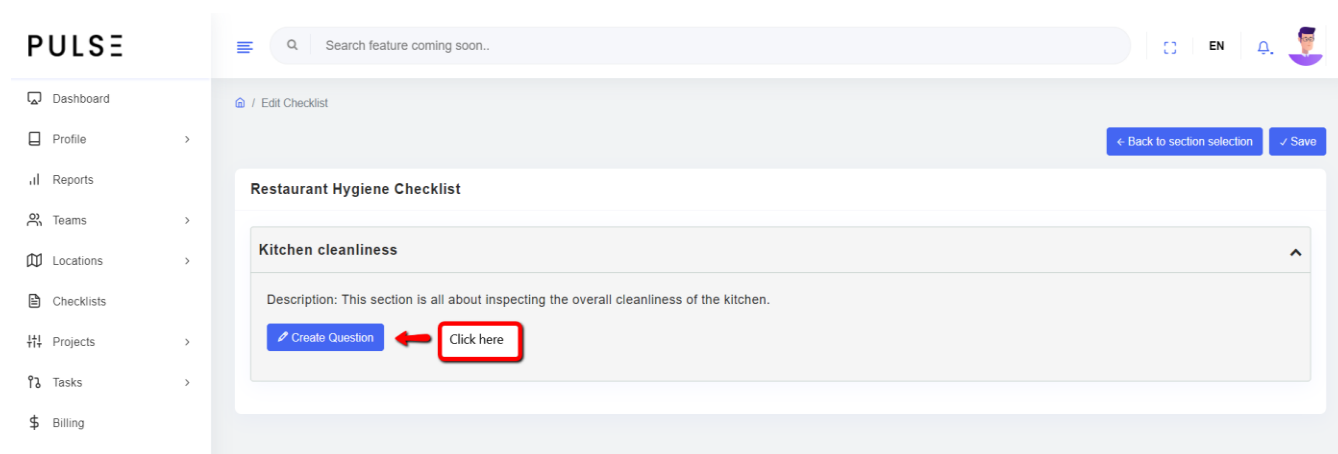 PULSE
Search feature coming soon..
EN
Dashboard
Profile
Reports
Teams
Locations
Checklists
Projects
Tasks
Billing
/ Edit Checklist
← Back to section selection
✓ Save
Restaurant Hygiene Checklist
Kitchen cleanliness
Description: This section is all about inspecting the overall cleanliness of the kitchen.
Create Question
Click here